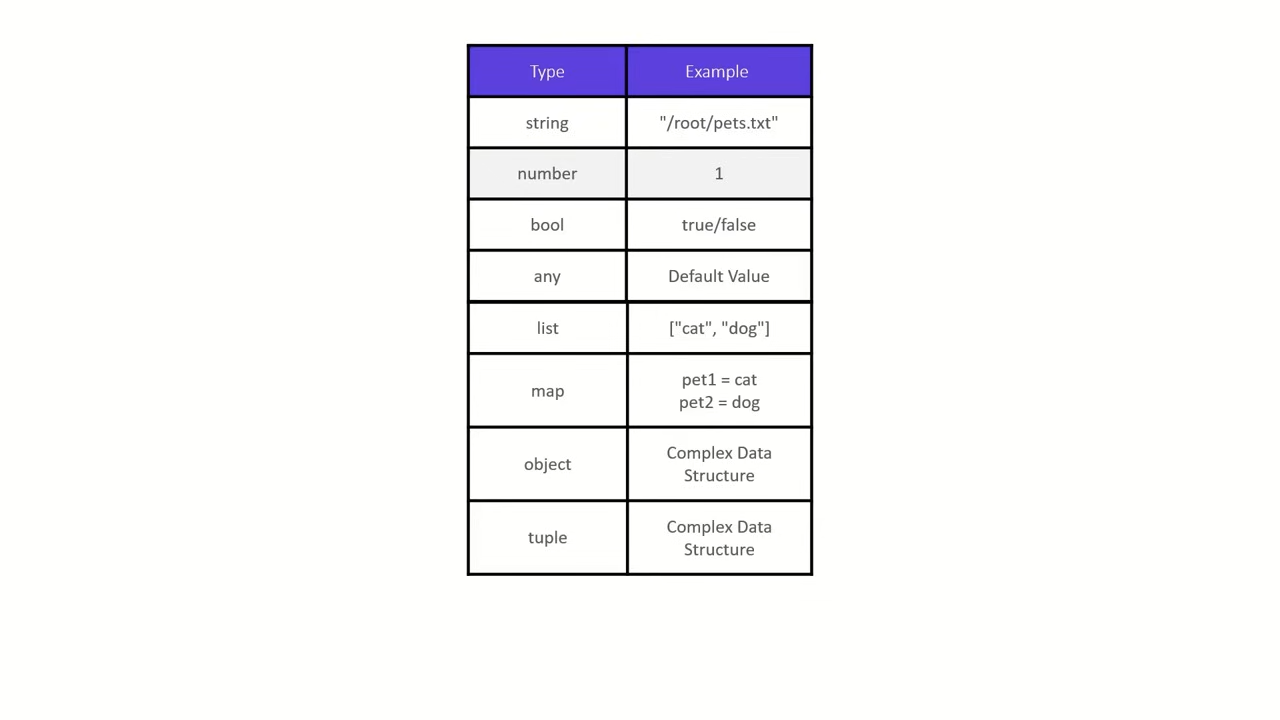 Type Example
string "/root/pets.txt"
number 1
bool true/false
any Default Value
list ["cat", "dog"]
map pet1 = cat
pet2 = dog
object Complex Data
Structure
tuple Complex Data
Structure